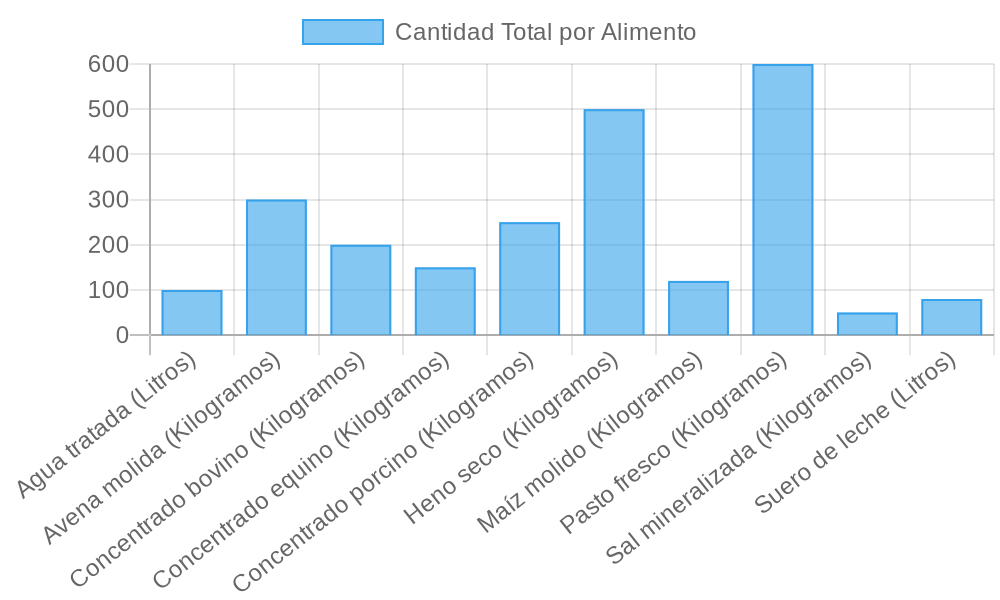 Cantidad Total por Alimento
600
500
400
300
200
100
0
Agua tratada (Litros)
Avena molida (Kilogramos)
Concentrado bovino (Kilogramos)
Concentrado equino (Kilogramos)
Concentrado porcino (Kilogramos)
Heno seco (Kilogramos)
Maíz molido (Kilogramos)
Pasto fresco (Kilogramos)
Sal mineralizada (Kilogramos)
Suero de leche (Litros)